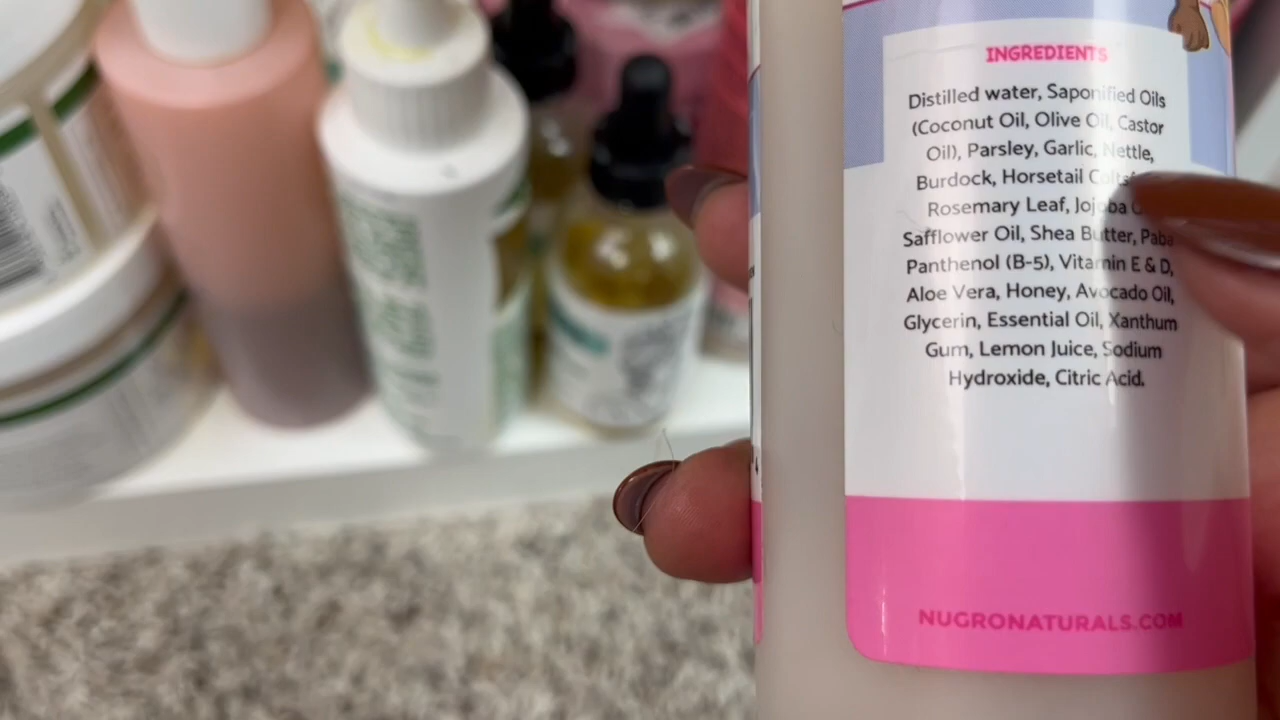 INGREDIENTS
Distilled water, Saponified Oils
(Coconut Oil, Olive Oil, Castor
Oil), Parsley, Garlic, Nettle,
Burdock, Horsetail
Rosemary Leaf, Jojoba
Safflower Oil, Shea Butter, Paba
Panthenol (B-5), Vitamin E & D,
Aloe Vera, Honey, Avocado Oil,
Glycerin, Essential Oil, Xanthum
Gum, Lemon Juice, Sodium
Hydroxide, Citric Acid.
NUGRONATURALS.COM